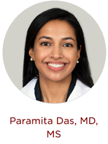 Paramita Das, MD,
MS